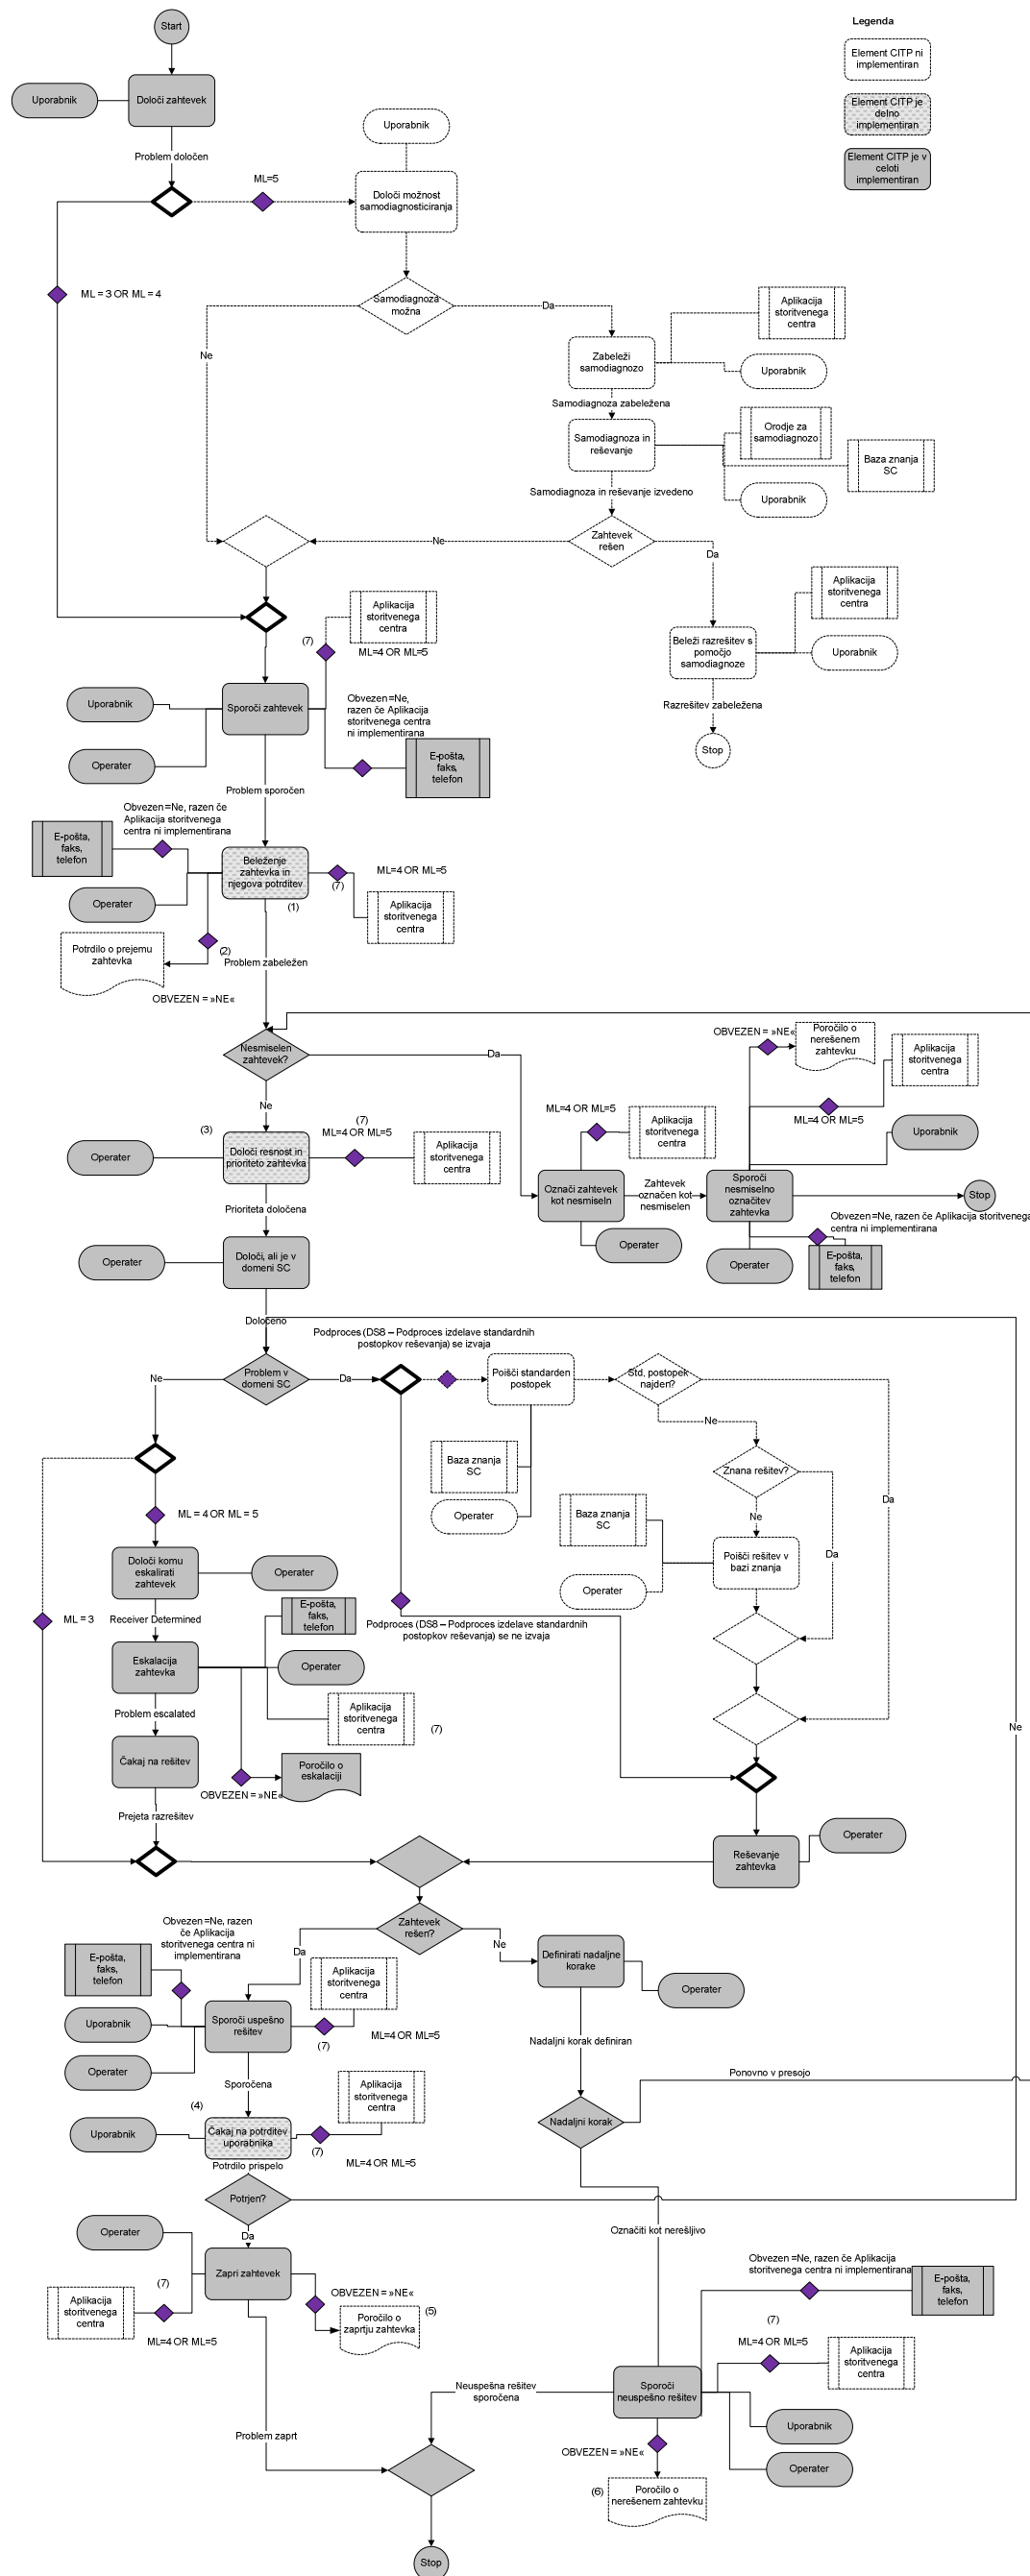 Start
Legenda
Element CITP ni
implementiran
Uporabnik
Določi zahtevek
Element CITP je
delno
implementiran
Uporabnik
Problem določen
Element CITP je v
celoti
implementiran
ML=5
Določi možnost
samodiagnosticiranja
ML = 3 OR ML = 4
Samodiagnoza
možna
Da
Aplikacija
storitvenega
centra
Ne
Zabeleži
samodiagnozo
Uporabnik
Samodiagnoza zabeležena
Samodiagnoza in
reševanje
Orodje za
samodiagnozo
Baza znanja
SC
Samodiagnoza in reševanje izvedeno
Uporabnik
Zahtevek
rešen
Ne
Da
Aplikacija
storitvenega
centra
Aplikacija
storitvenega
centra
(7)
ML=4 OR ML=5
Beleži razrešitev s
pomočjo
samodiagnoze
Uporabnik
Uporabnik
Sporoči zahtevek
Obvezen =Ne,
razen če Aplikacija
storitvenega centra
ni implementirana
Razrešitev zabeležena
Stop
Operater
E-pošta,
faks,
telefon
Problem sporočen
Obvezen =Ne, razen če
Aplikacija storitvenega
centra ni implementirana
E-pošta,
faks,
telefon
Beleženje
zahtevka in
njegova potrditev
ML=4 OR ML=5
(7)
Operater
(1)
Aplikacija
storitvenega
centra
Potrdilo o prejemu
zahtevka
(2)
Problem zabeležen
OBVEZEN = »NE«
Nesmiselen
zahtevek?
Da
OBVEZEN = »NE«
Poročilo o
nerešenem
zahtevku
Aplikacija
storitvenega
centra
Ne
(7)
ML=4 OR ML=5
ML=4 OR ML=5
Aplikacija
storitvenega
centra
ML=4 OR ML=5
Uporabnik
(3)
Operater
Določi resnost in
prioriteto zahtevka
Aplikacija
storitvenega
centra
Označi zahtevek
kot nesmiseln
Zahtevek
označen kot
nesmiselen
Sporoči
nesmiselno
označitev
zahtevka
Stop
Prioriteta določena
Obvezen =Ne, razen če Aplikacija storitvenega
centra ni implementirana
Operater
Določi, ali je v
domeni SC
Operater
Operater
E-pošta,
faks,
telefon
Določeno
Podproces (DS8 – Podproces izdelave standardnih
postopkov reševanja) se izvaja
Ne
Problem v
domeni SC
Da
Poišči standarden
postopek
Std, postopek
najden?
Ne
Baza znanja
SC
Znana rešitev?
Da
Operater
ML = 4 OR ML = 5
Baza znanja
SC
Ne
Poišči rešitev v
bazi znanja
Da
Določi komu
eskalirati
zahtevek
Operater
Operater
ML = 3
Receiver Determined
E-pošta,
faks,
telefon
Podproces (DS8 – Podproces izdelave standardnih
postopkov reševanja) se ne izvaja
Eskalacija
zahtevka
Operater
Problem escalated
Aplikacija
storitvenega
centra
(7)
Ne
Čakaj na rešitev
Poročilo o
eskalaciji
OBVEZEN = »NE«
Prejeta razrešitev
Reševanje
zahtevka
Operater
Obvezen =Ne, razen
če Aplikacija
storitvenega centra ni
implementirana
Zahtevek
rešen?
Da
Ne
E-pošta,
faks,
telefon
Aplikacija
storitvenega
centra
Definirati nadaljne
korake
Operater
Uporabnik
Sporoči uspešno
rešitev
(7)
ML=4 OR ML=5
Nadaljni korak definiran
Operater
Sporočena
Aplikacija
storitvenega
centra
Ponovno v presojo
(4)
Uporabnik
Čakaj na potrditev
uporabnika
(7)
Nadaljni korak
ML=4 OR ML=5
Potrdilo prispelo
Potrjen?
Operater
Da
Označiti kot nerešljivo
Zapri zahtevek
Obvezen =Ne, razen če Aplikacija
storitvenega centra ni implementirana
E-pošta,
faks,
telefon
(7)
Aplikacija
storitvenega
centra
OBVEZEN = »NE«
Poročilo o
zaprtju zahtevka
(5)
ML=4 OR ML=5
(7)
ML=4 OR ML=5
Aplikacija
storitvenega
centra
Neuspešna rešitev
sporočena
Sporoči
neuspešno rešitev
Uporabnik
Problem zaprt
OBVEZEN = »NE«
Operater
(6)
Poročilo o
nerešenem zahtevku
Stop